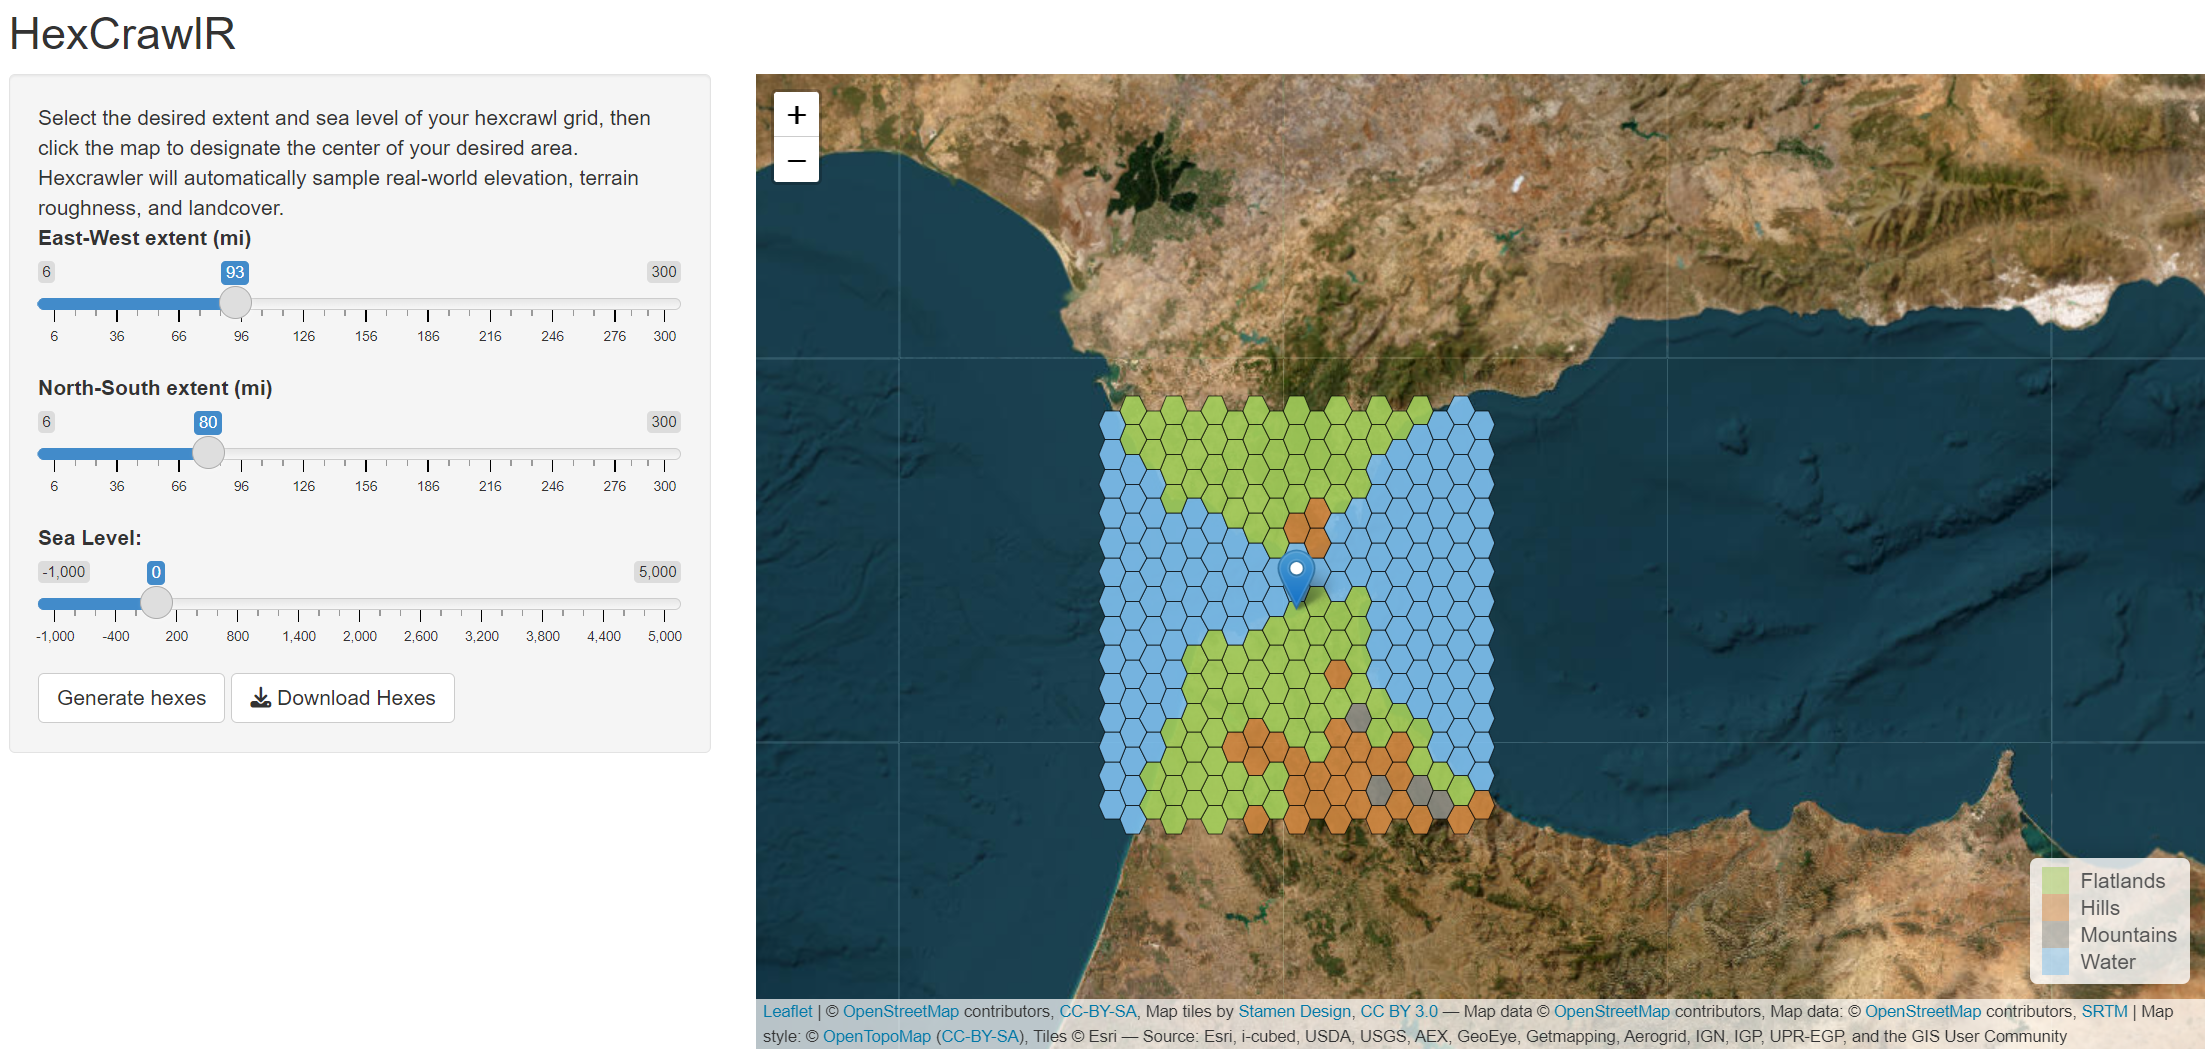 HexCrawlR
Select the desired extent and sea level of your hexcrawl grid, then
click the map to designate the center of your desired area.
Hexcrawler will automatically sample real-world elevation, terrain
roughness, and landcover.
East-West extent (mi)
6 93 300
6 36 66 96 126 156 186 216 246 276 300
North-South extent (mi)
6 80 300
6 36 66 96 126 156 186 216 246 276 300
Sea Level:
-1,000 0 5,000
-1,000 -400 200 800 1,400 2,000 2,600 3,200 3,800 4,400 5,000
Generate hexes Download Hexes
+
−
Flatlands
Hills
Mountains
Water
Leaflet | © OpenStreetMap contributors, CC-BY-SA, Map tiles by Stamen Design, CC BY 3.0 — Map data © OpenStreetMap contributors, Map data: © OpenStreetMap contributors, SRTM | Map
style: © OpenTopoMap (CC-BY-SA), Tiles © Esri — Source: Esri, i-cubed, USDA, USGS, AEX, GeoEye, Getmapping, Aerogrid, IGN, IGP, UPR-EGP, and the GIS User Community